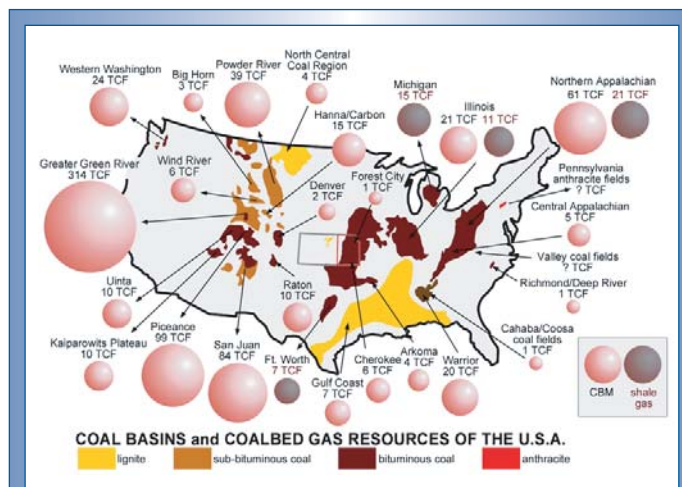 Western Washington
24 TCF
Big Horn
3 TCF
Powder River
39 TCF
North Central
Coal Region
4 TCF
Hanna/Carbon
15 TCF
Michigan
15 TCF
Illinois
21 TCF 11 TCF
Northern Appalachian
61 TCF 21 TCF
Greater Green River
314 TCF
Wind River
6 TCF
Denver
2 TCF
Forest City
1 TCF
Pennsylvania
anthracite fields
? TCF
Central Appalachian
5 TCF
Valley coal fields
? TCF
Richmond/Deep River
1 TCF
Uinta
10 TCF
Raton
10 TCF
Kaiparowits Plateau
10 TCF
Piceance
99 TCF
San Juan
84 TCF
Ft. Worth
7 TCF
Gulf Coast
7 TCF
Cherokee
6 TCF
Arkoma
4 TCF
Warrior
20 TCF
Cahaba/Coosa
coal fields
1 TCF
CBM
shale
gas
COAL BASINS and COALBED GAS RESOURCES OF THE U.S.A.
lignite
sub-bituminous coal
bituminous coal
anthracite